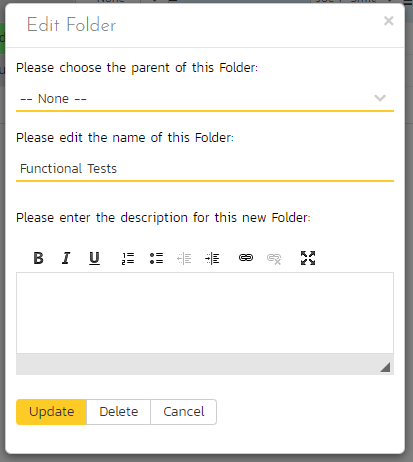 Edit Folder
×
Please choose the parent of this Folder:
-- None --
Please edit the name of this Folder:
Functional Tests
Please enter the description for this new Folder:
B I U
Update Delete Cancel